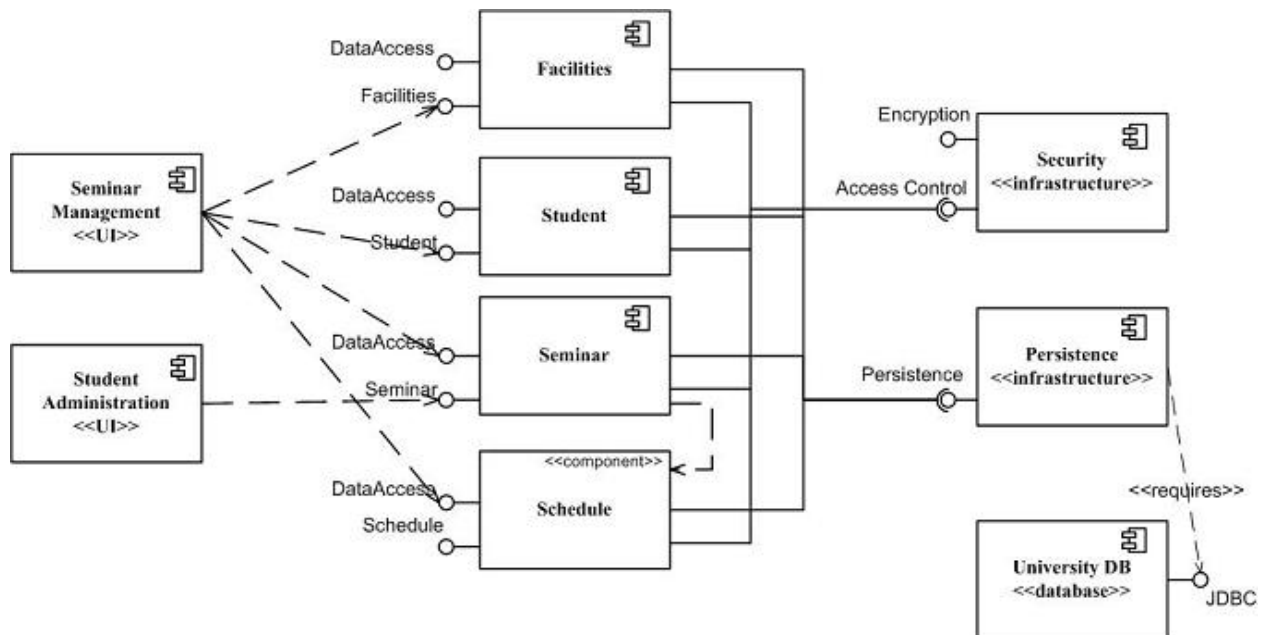 DataAccess
Facilities
Facilities
Encryption
Security
<<infrastructure>>
Access Control
Seminar
Management
<<UI>>
DataAccess
Student
Student
DataAccess
Seminar
Seminar
Persistence
Persistence
<<infrastructure>>
Student
Administration
<<UI>>
<<component>>
DataAccess
Schedule
Schedule
<<requires>>
University DB
<<database>>
JDBC